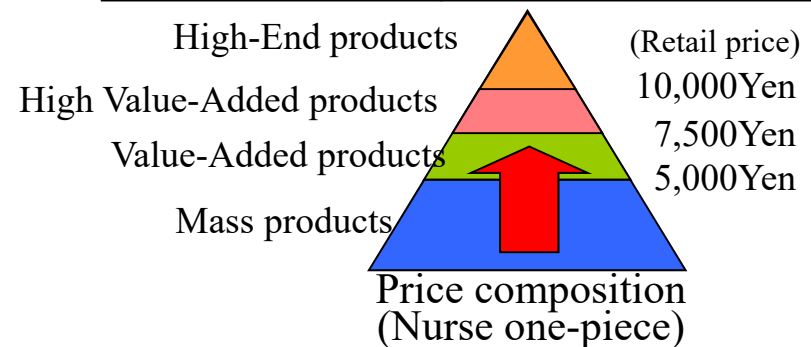 High-End products
(Retail price)
10,000Yen
High Value-Added products
7,500Yen
Value-Added products
5,000Yen
Mass products
Price composition
(Nurse one-piece)